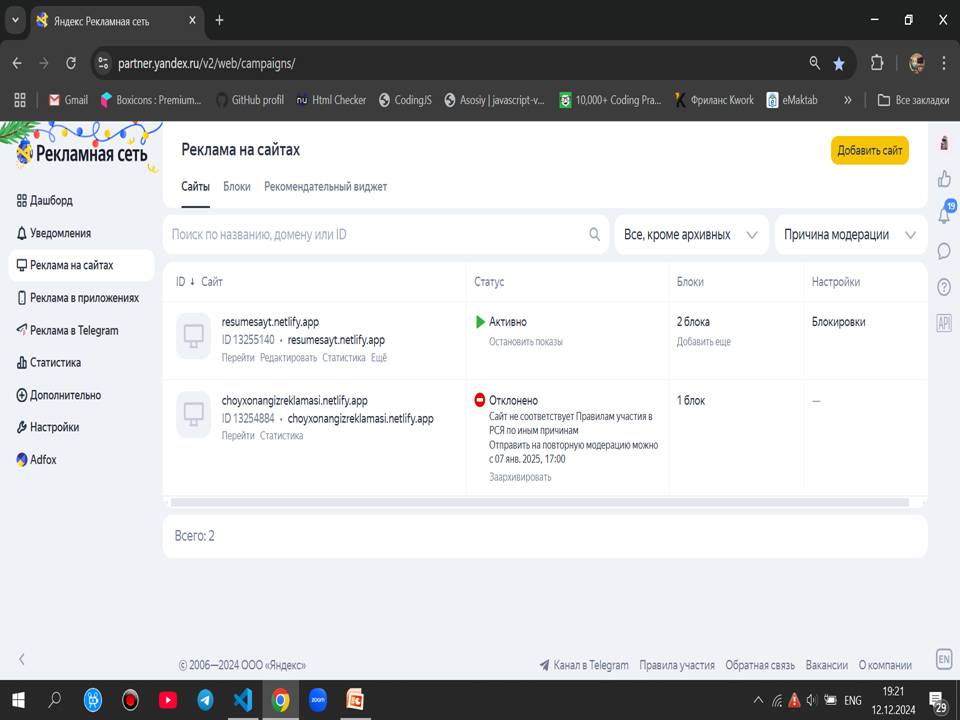 Яндекс Рекламная сеть
partner.yandex.ru/v2/web/campaigns/
Gmail
Boxicons : Premium...
GitHub profil
nu Html Checker
CodingJS
Asosiy | javascript-v...
10,000+ Coding Pra...
Фриланс Kwork
eMaktab
»
Все закладки
Рекламная сеть
Дашборд
Уведомления
Реклама на сайтах
Реклама в приложениях
Реклама в Telegram
Статистика
Дополнительно
Настройки
Adfox
Реклама на сайтах
Добавить сайт
Сайты Блоки Рекомендательный виджет
Поиск по названию, домену или ID
Все, кроме архивных
Причина модерации
ID ↓ Сайт Статус Блоки Настройки
resumesayt.netlify.app
ID 13255140 • resumesayt.netlify.app
Перейти Редактировать Статистика Ещё
Активно
Остановить показы
2 блока
Добавить еще
Блокировки
choyxonangizreklamasi.netlify.app
ID 13254884 • choyxonangizreklamasi.netlify.app
Перейти Статистика
Отклонено
Сайт не соответствует Правилам участия в
РСЯ по иным причинам
Отправить на повторную модерацию можно
с 07 янв. 2025, 17:00
Заархивировать
1 блок
—
Всего: 2
19
API
EN
© 2006—2024 ООО «Яндекс»
Канал в Telegram Правила участия Обратная связь Вакансии О компании
zoom
ENG
19:21
12.12.2024
29